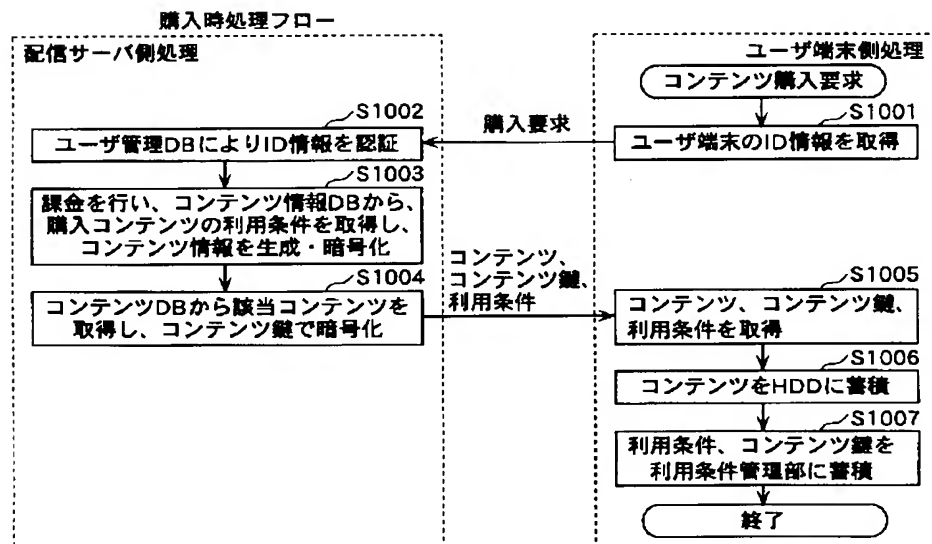 購入時処理フロー
配信サーバ側処理
ユーザ端末側処理
コンテンツ購入要求
S1001
ユーザ端末のID情報を取得
購入要求
S1002
ユーザ管理DBによりID情報を認証
S1003
課金を行い、コンテンツ情報DBから、
購入コンテンツの利用条件を取得し、
コンテンツ情報を生成・暗号化
S1004
コンテンツDBから該当コンテンツを
取得し、コンテンツ鍵で暗号化
コンテンツ、
コンテンツ鍵、
利用条件
S1005
コンテンツ、コンテンツ鍵、
利用条件を取得
S1006
コンテンツをHDDに蓄積
S1007
利用条件、コンテンツ鍵を
利用条件管理部に蓄積
終了